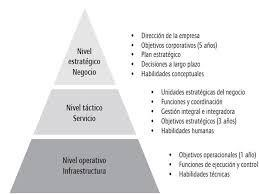 Nivel
estratégico
Negocio
• Dirección de la empresa
• Objetivos corporativos (5 años)
• Plan estratégico
• Decisiones a largo plazo
• Habilidades conceptuales
Nivel táctico
Servicio
• Unidades estratégicas del negocio
• Funciones y coordinación
• Gestión integral e integradora
• Objetivos estratégicos (3 años)
• Habilidades humanas
Nivel operativo
Infraestructura
• Objetivos operacionales (1 año)
• Funciones de ejecución y control
• Habilidades técnicas